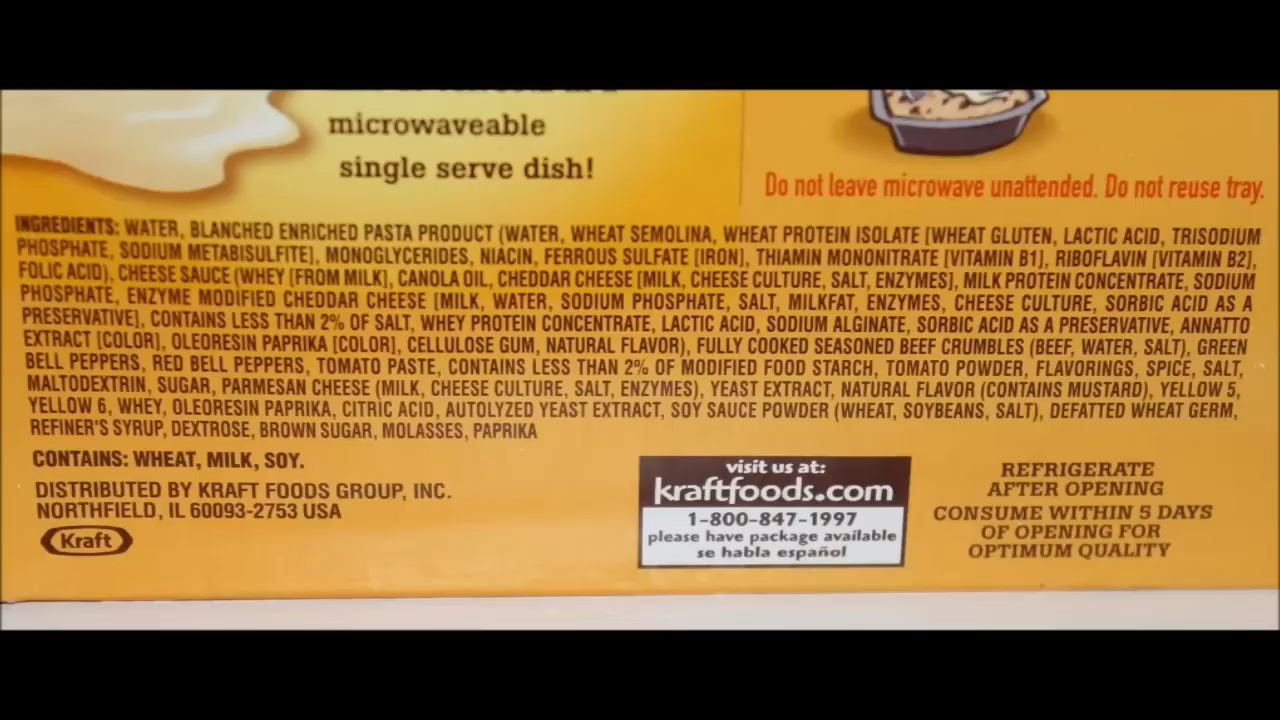 microwaveable
single serve dish!
Do not leave microwave unattended. Do not reuse tray.
INGREDIENTS: WATER, BLANCHED ENRICHED PASTA PRODUCT (WATER, WHEAT SEMOLINA, WHEAT PROTEIN ISOLATE [WHEAT GLUTEN, LACTIC ACID, TRISODIUM
PHOSPHATE, SODIUM METABISULFITE], MONOGLYCERIDES, NIACIN, FERROUS SULFATE [IRON], THIAMIN MONONITRATE [VITAMIN B1], RIBOFLAVIN [VITAMIN B2],
FOLIC ACID), CHEESE SAUCE (WHEY [FROM MILK], CANOLA OIL, CHEDDAR CHEESE [MILK, CHEESE CULTURE, SALT, ENZYMES], MILK PROTEIN CONCENTRATE, SODIUM
PHOSPHATE, ENZYME MODIFIED CHEDDAR CHEESE [MILK, WATER, SODIUM PHOSPHATE, SALT, MILKFAT, ENZYMES, CHEESE CULTURE, SORBIC ACID AS A
PRESERVATIVE], CONTAINS LESS THAN 2% OF SALT, WHEY PROTEIN CONCENTRATE, LACTIC ACID, SODIUM ALGINATE, SORBIC ACID AS A PRESERVATIVE, ANNATTO
EXTRACT [COLOR], OLEORESIN PAPRIKA [COLOR], CELLULOSE GUM, NATURAL FLAVOR), FULLY COOKED SEASONED BEEF CRUMBLES (BEEF, WATER, SALT), GREEN
BELL PEPPERS, RED BELL PEPPERS, TOMATO PASTE, CONTAINS LESS THAN 2% OF MODIFIED FOOD STARCH, TOMATO POWDER, FLAVORINGS, SPICE, SALT,
MALTODEXTRIN, SUGAR, PARMESAN CHEESE (MILK, CHEESE CULTURE, SALT, ENZYMES), YEAST EXTRACT, NATURAL FLAVOR (CONTAINS MUSTARD), YELLOW 5,
YELLOW 6, WHEY, OLEORESIN PAPRIKA, CITRIC ACID, AUTOLYZED YEAST EXTRACT, SOY SAUCE POWDER (WHEAT, SOYBEANS, SALT), DEFATTED WHEAT GERM,
REFINER'S SYRUP, DEXTROSE, BROWN SUGAR, MOLASSES, PAPRIKA
CONTAINS: WHEAT, MILK, SOY.
DISTRIBUTED BY KRAFT FOODS GROUP, INC.
NORTHFIELD, IL 60093-2753 USA
Kraft
visit us at:
kraftfoods.com
1-800-847-1997
please have package available
se habla español
REFRIGERATE
AFTER OPENING
CONSUME WITHIN 5 DAYS
OF OPENING FOR
OPTIMUM QUALITY